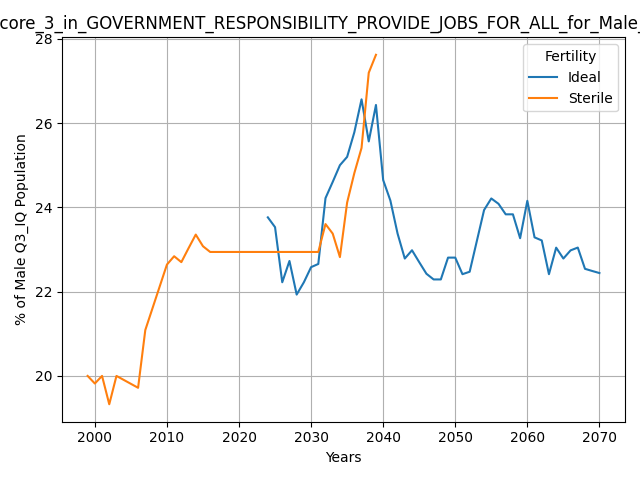 core_3_in_GOVERNMENT_RESPONSIBILITY_PROVIDE_JOBS_FOR_ALL_for_Male_
28
26
24
22
20
% of Male Q3_IQ Population
Fertility
Ideal
Sterile
2000 2010 2020 2030 2040 2050 2060 2070
Years